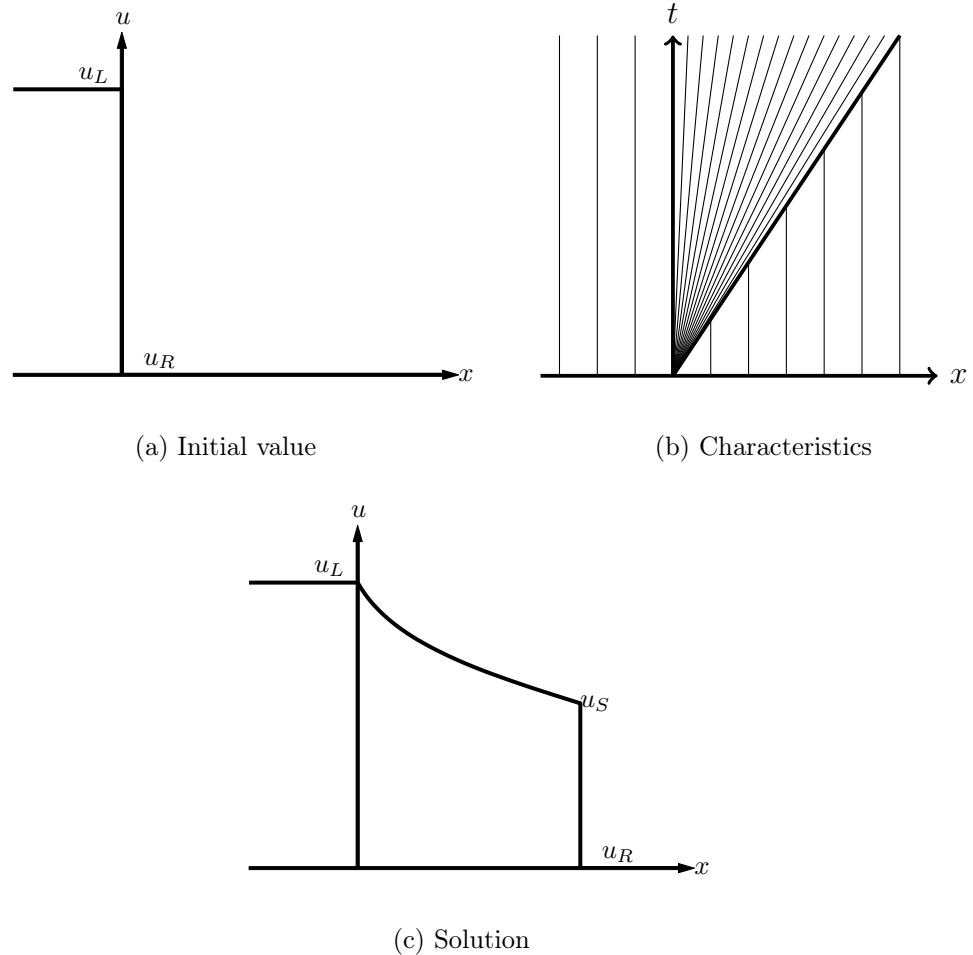 u
u_L
u_R
x
(a) Initial value
t
x
(b) Characteristics
u
u_L
u_S
u_R
x
(c) Solution